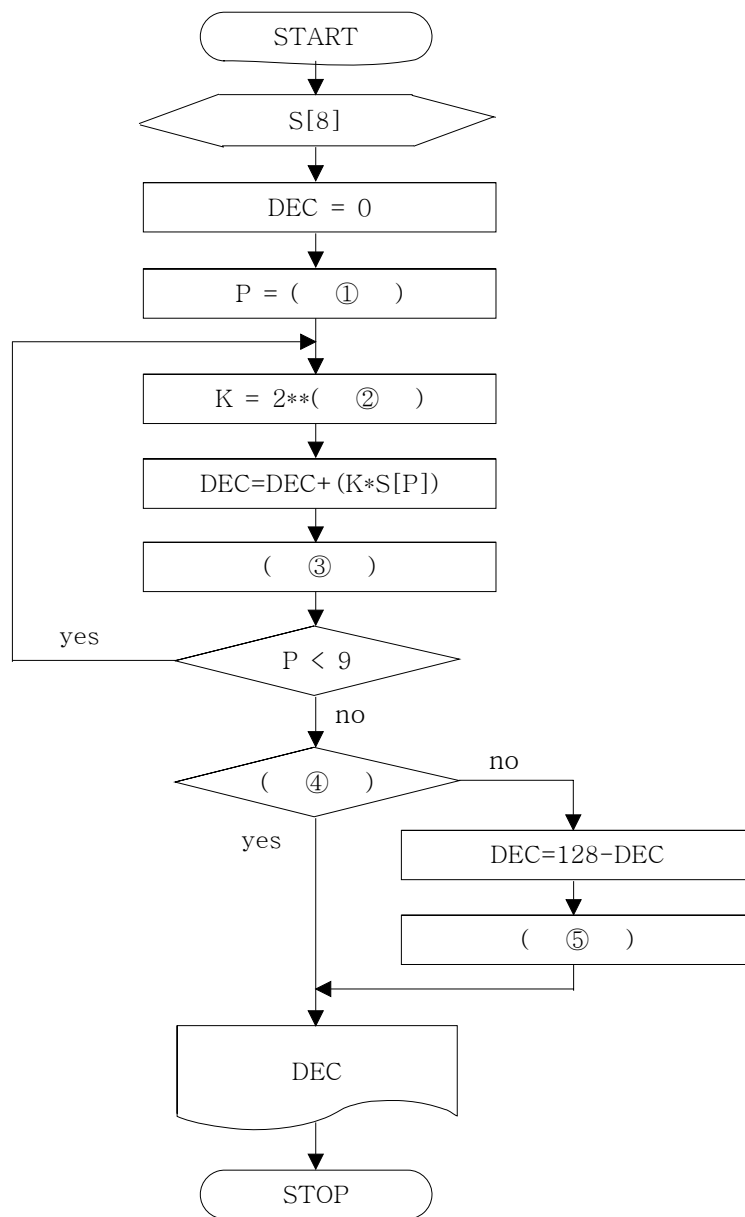 START
S[8]
DEC = 0
P = ( ① )
K = 2**( ② )
DEC=DEC+(K*S[P])
( ③ )
yes
P < 9
no
( ④ )
no
yes
DEC=128-DEC
( ⑤ )
DEC
STOP